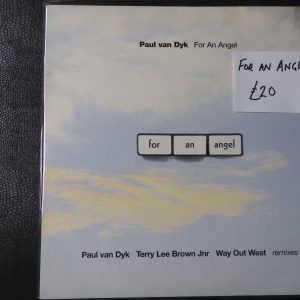 Paul van Dyk For An Angel
FOR AN ANGE
£20
for an angel
Paul van Dyk Terry Lee Brown Jnr Way Out West remixes